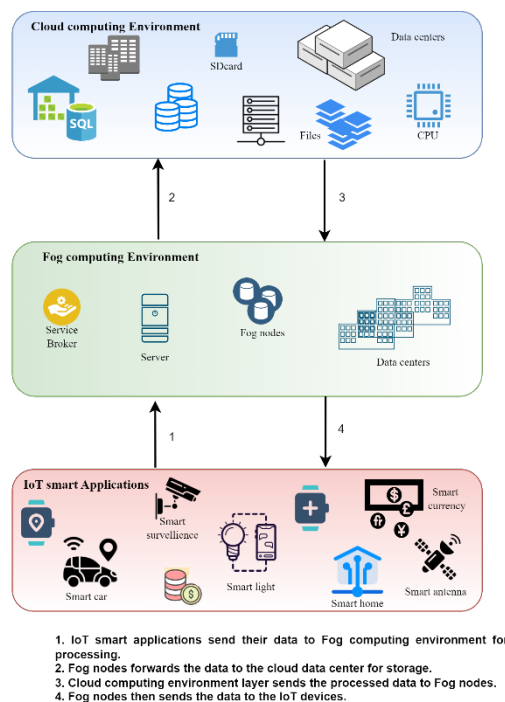 Cloud computing Environment
SDcard
Data centers
SQL
Files
CPU
2
3
Fog computing Environment
Service
Broker
Server
Fog nodes
Data centers
1
4
IoT smart Applications
Smart
survellience
Smart
currency
Smart car
Smart light
Smart home
Smart antenna
1. IoT smart applications send their data to Fog computing environment for
processing.
2. Fog nodes forwards the data to the cloud data center for storage.
3. Cloud computing environment layer sends the processed data to Fog nodes.
4. Fog nodes then sends the data to the IoT devices.